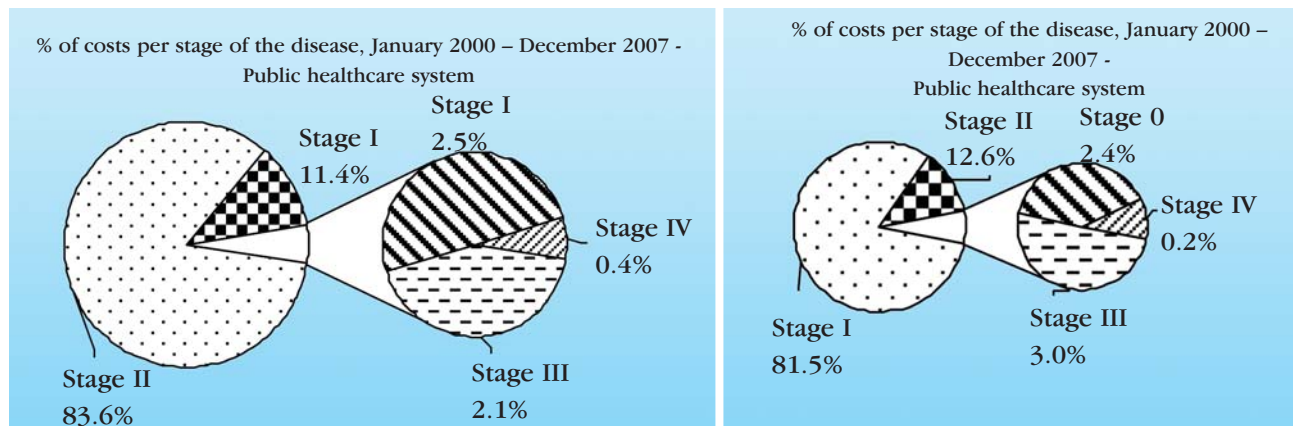 % of costs per stage of the disease, January 2000 – December 2007 -
Public healthcare system
Stage I
2.5%
Stage I
11.4%
Stage IV
0.4%
Stage III
2.1%
Stage II
83.6%
% of costs per stage of the disease, January 2000 –
December 2007 -
Public healthcare system
Stage II
12.6%
Stage 0
2.4%
Stage IV
0.2%
Stage III
3.0%
Stage I
81.5%